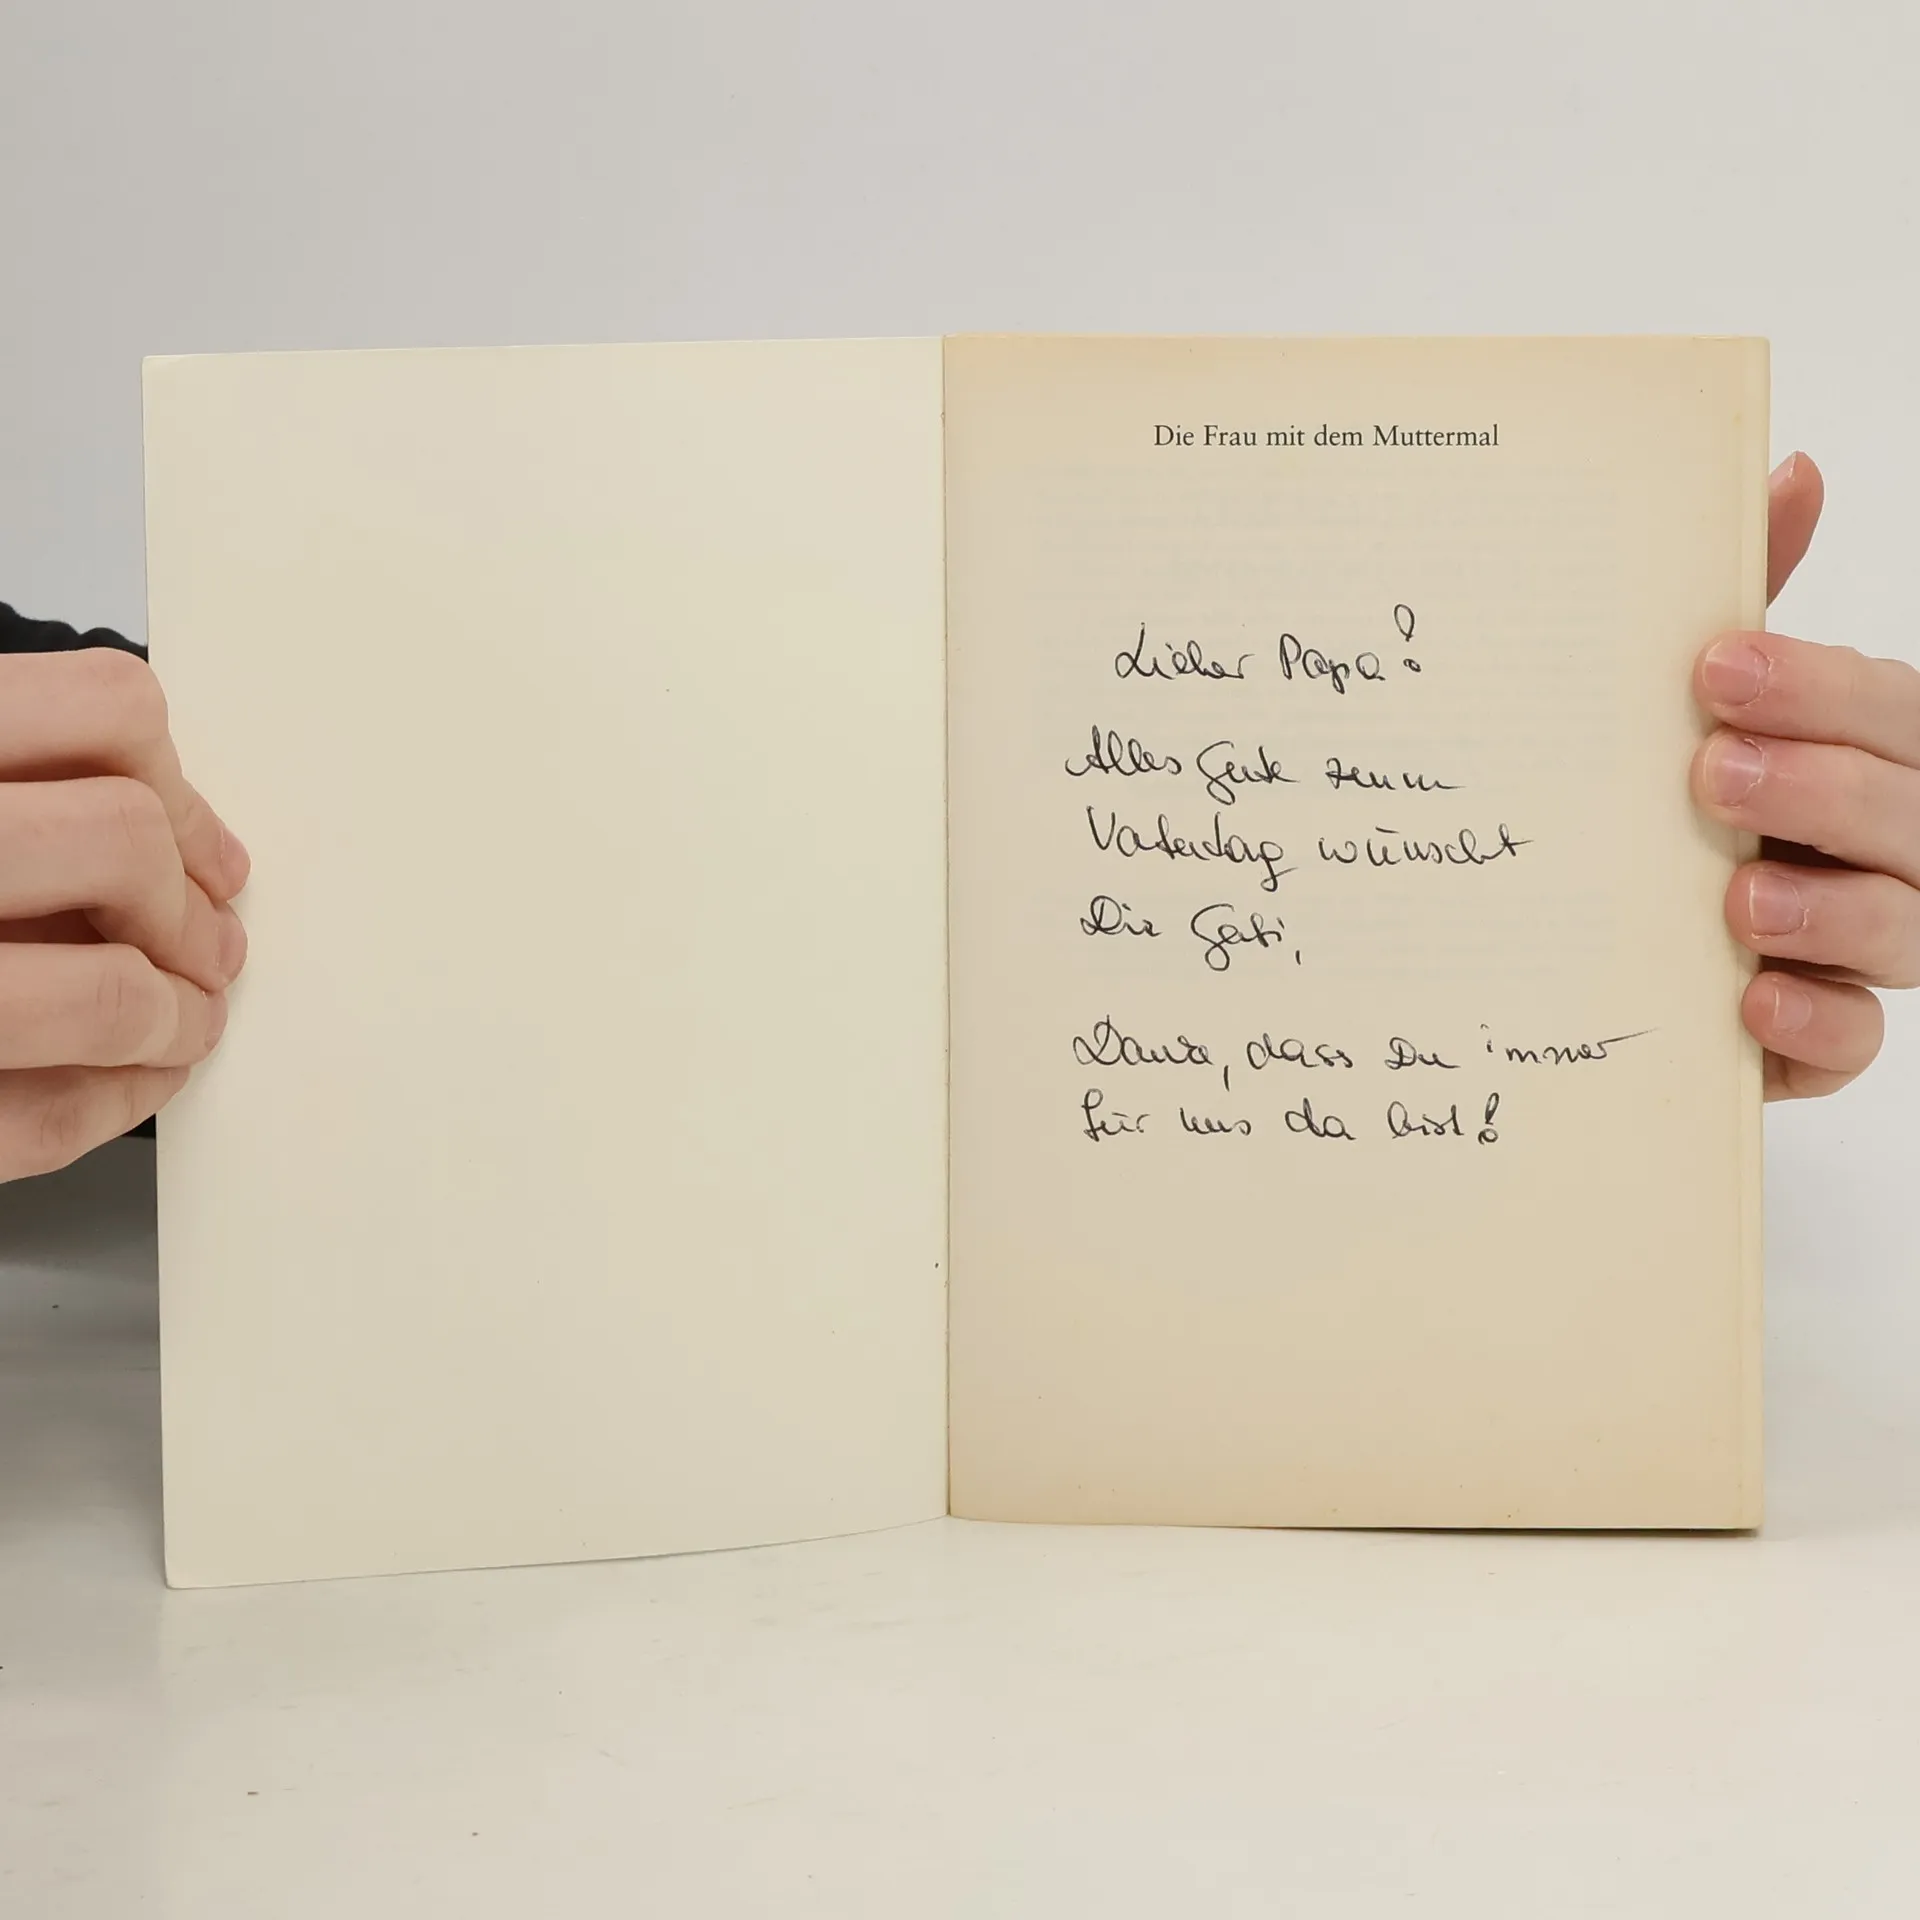 Die Frau mit dem Muttermal
Lieber Papa!
Alles Gute zum
Vatertag wünscht
Dir Gabi,
Danke, dass Du immer
für uns da bist!